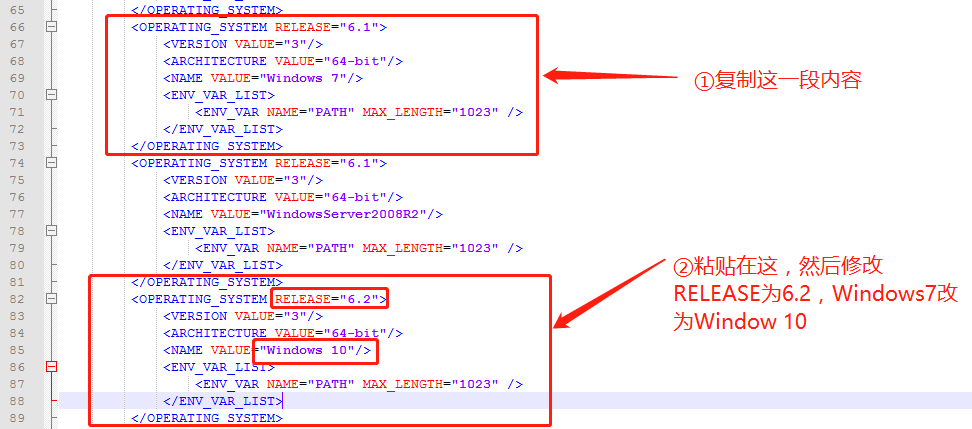 65 </OPERATING_SYSTEM>
66 <OPERATING_SYSTEM RELEASE="6.1">
67 <VERSION VALUE="3"/>
68 <ARCHITECTURE VALUE="64-bit"/>
69 <NAME VALUE="Windows 7"/>
70 <ENV_VAR_LIST>
71 <ENV_VAR NAME="PATH" MAX_LENGTH="1023" />
72 </ENV_VAR_LIST>
73 </OPERATING_SYSTEM>
①复制这一段内容
74 <OPERATING_SYSTEM RELEASE="6.1">
75 <VERSION VALUE="3"/>
76 <ARCHITECTURE VALUE="64-bit"/>
77 <NAME VALUE="WindowsServer2008R2"/>
78 <ENV_VAR_LIST>
79 <ENV_VAR NAME="PATH" MAX_LENGTH="1023" />
80 </ENV_VAR_LIST>
81 </OPERATING_SYSTEM>
82 <OPERATING_SYSTEM RELEASE="6.2">
83 <VERSION VALUE="3"/>
84 <ARCHITECTURE VALUE="64-bit"/>
85 <NAME VALUE="Windows 10"/>
86 <ENV_VAR_LIST>
87 <ENV_VAR NAME="PATH" MAX_LENGTH="1023" />
88 </ENV_VAR_LIST>
89 </OPERATING_SYSTEM>
②粘贴在这，然后修改
RELEASE为6.2，Windows7改
为Window 10